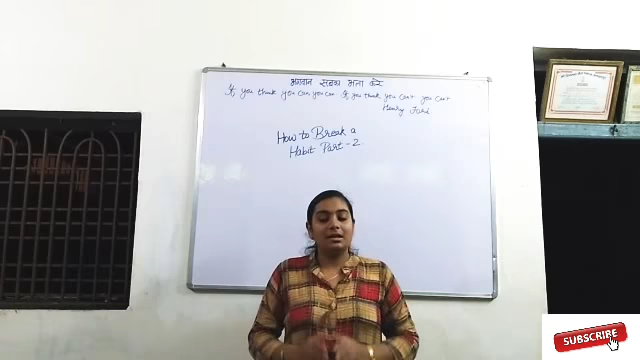 भगवान सबका भला करे
If you think you can, you can. If you think you can't you can't
Henry Ford
How to Break a
Habit Part-2
SUBSCRIBE